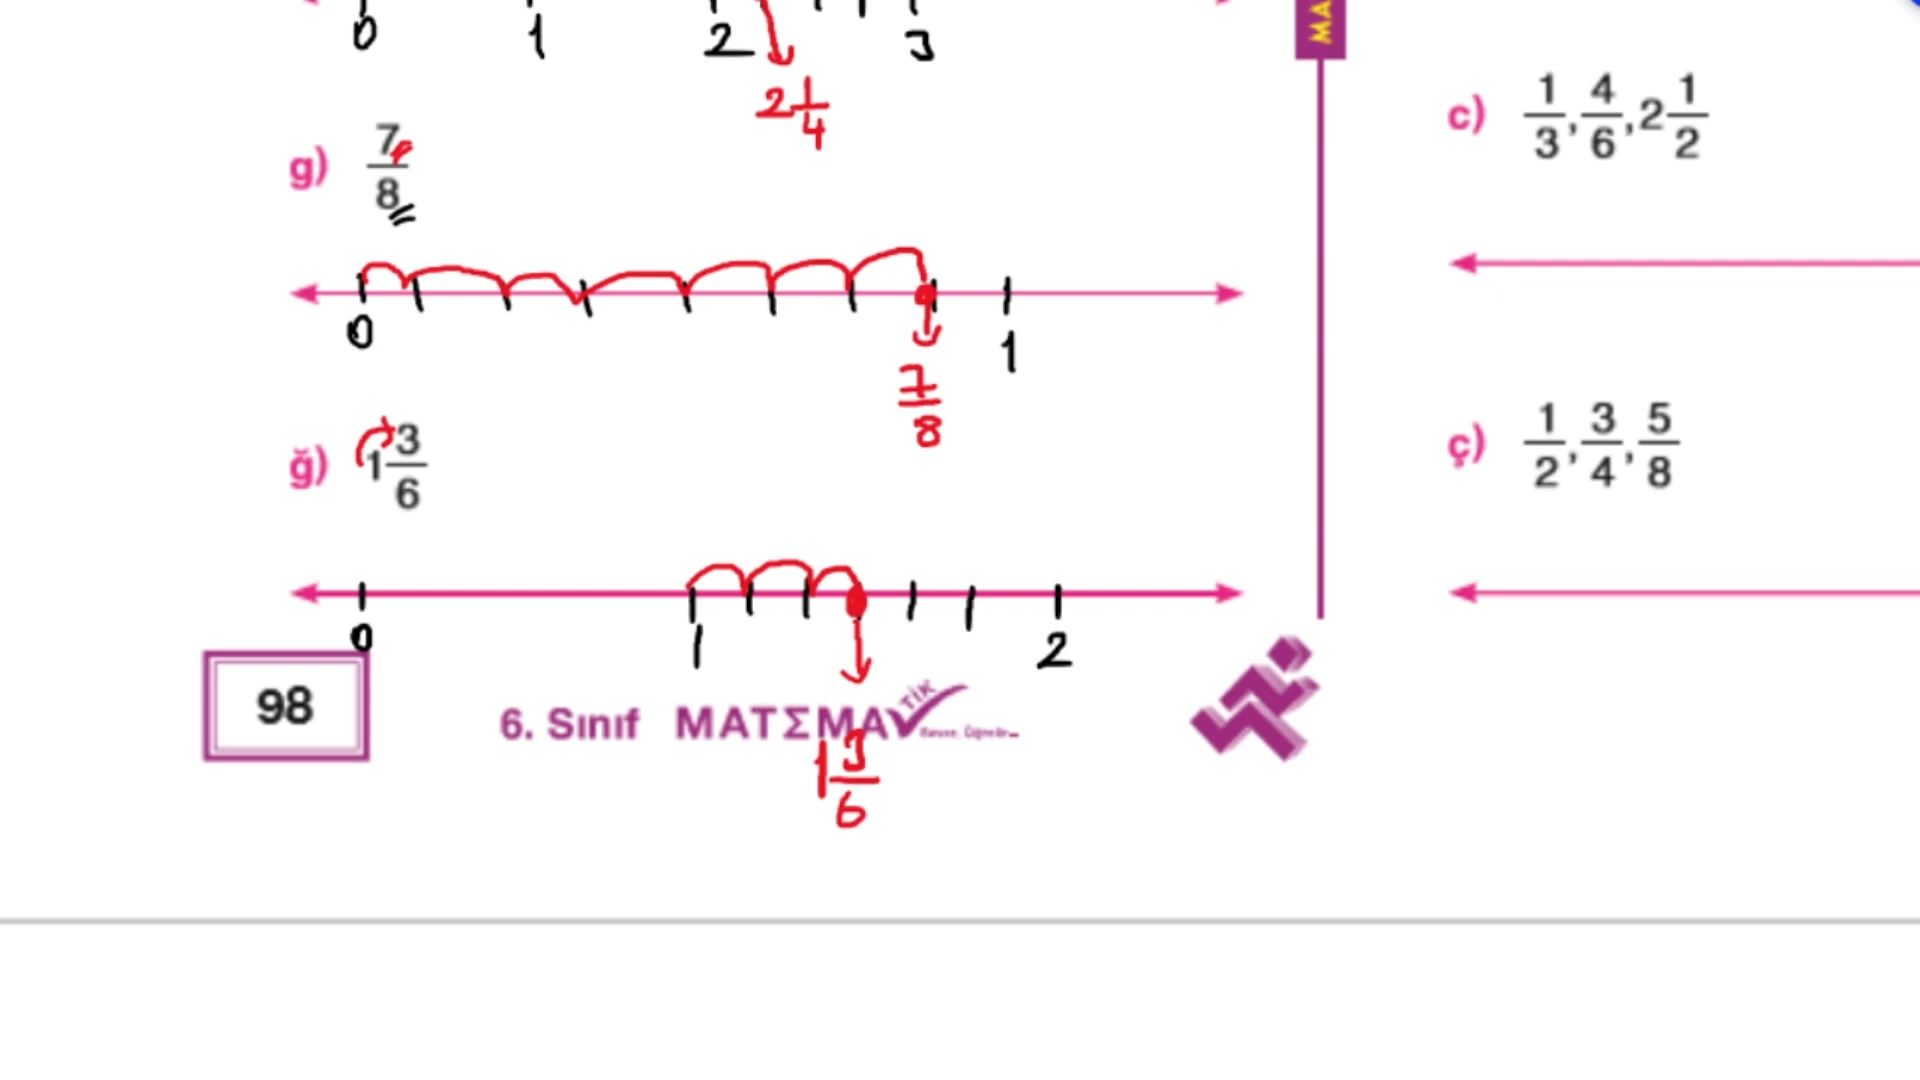 0 1 2 3
2 1/4
g) 7/8
0 1
7/8
ğ) 1 3/6
0 1 2
1 3/6
98
6. Sınıf MATΣMATİK
MA
c) 1/3, 4/6, 2 1/2
ç) 1/2, 3/4, 5/8